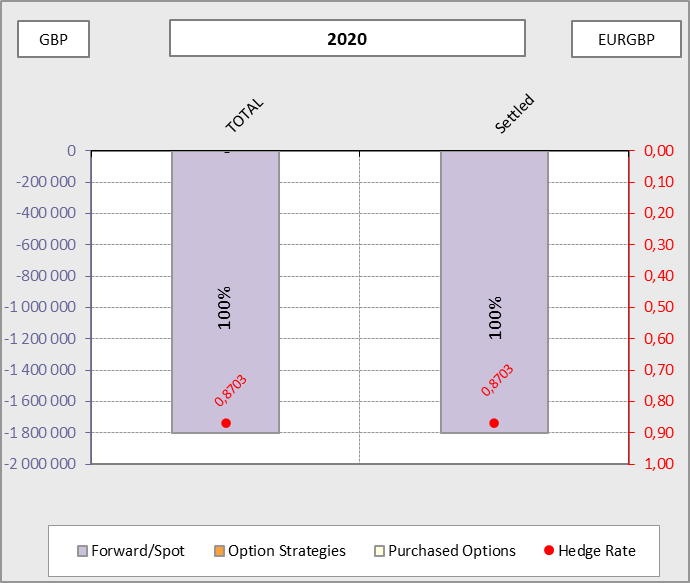 GBP
2020
EURGBP
TOTAL
Settled
0
-200 000
-400 000
-600 000
-800 000
-1 000 000
-1 200 000
-1 400 000
-1 600 000
-1 800 000
-2 000 000
100%
0,8703
100%
0,8703
0,00
0,10
0,20
0,30
0,40
0,50
0,60
0,70
0,80
0,90
1,00
Forward/Spot
Option Strategies
Purchased Options
Hedge Rate